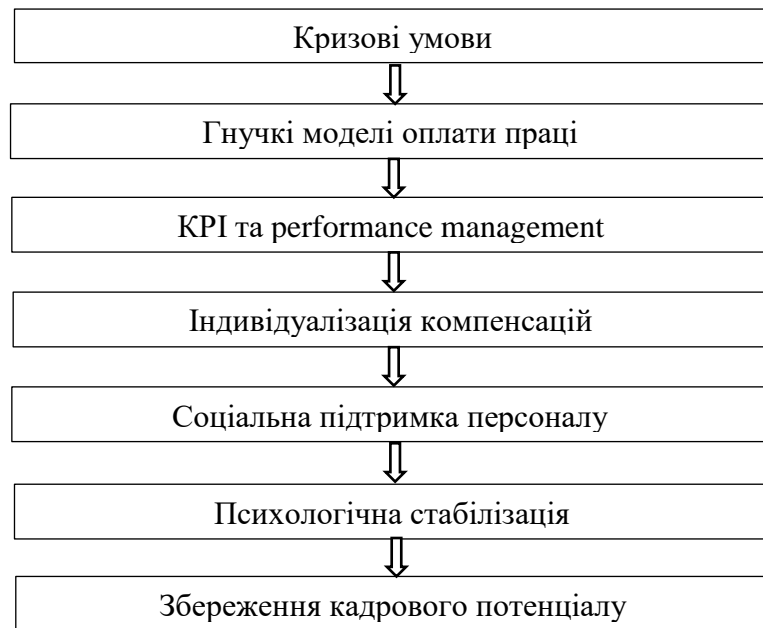 Кризові умови
Гнучкі моделі оплати праці
KPI та performance management
Індивідуалізація компенсацій
Соціальна підтримка персоналу
Психологічна стабілізація
Збереження кадрового потенціалу